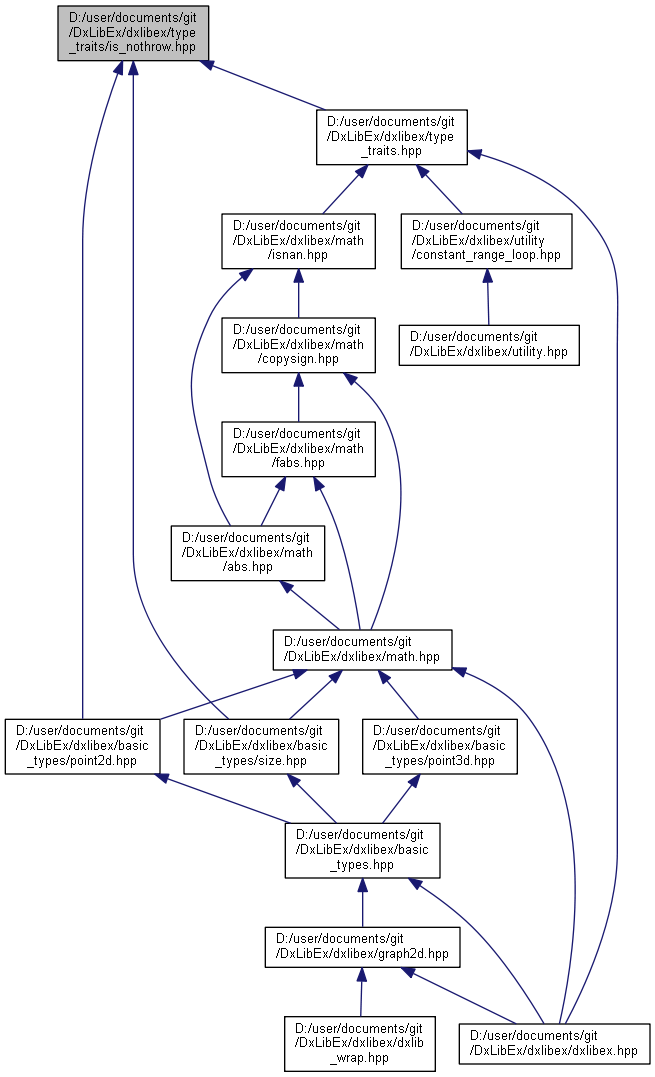 D:/user/documents/git
/DxLibEx/dxlibex/type
_traits/is_nothrow.hpp
D:/user/documents/git
/DxLibEx/dxlibex/type
_traits.hpp
D:/user/documents/git
/DxLibEx/dxlibex/math
/isnan.hpp
D:/user/documents/git
/DxLibEx/dxlibex/utility
/constant_range_loop.hpp
D:/user/documents/git
/DxLibEx/dxlibex/math
/copysign.hpp
D:/user/documents/git
/DxLibEx/dxlibex/utility.hpp
D:/user/documents/git
/DxLibEx/dxlibex/math
/fabs.hpp
D:/user/documents/git
/DxLibEx/dxlibex/math
/abs.hpp
D:/user/documents/git
/DxLibEx/dxlibex/math.hpp
D:/user/documents/git
/DxLibEx/dxlibex/basic
_types/point2d.hpp
D:/user/documents/git
/DxLibEx/dxlibex/basic
_types/size.hpp
D:/user/documents/git
/DxLibEx/dxlibex/basic
_types/point3d.hpp
D:/user/documents/git
/DxLibEx/dxlibex/basic
_types.hpp
D:/user/documents/git
/DxLibEx/dxlibex/graph2d.hpp
D:/user/documents/git
/DxLibEx/dxlibex/dxlib
_wrap.hpp
D:/user/documents/git
/DxLibEx/dxlibex/dxlibex.hpp